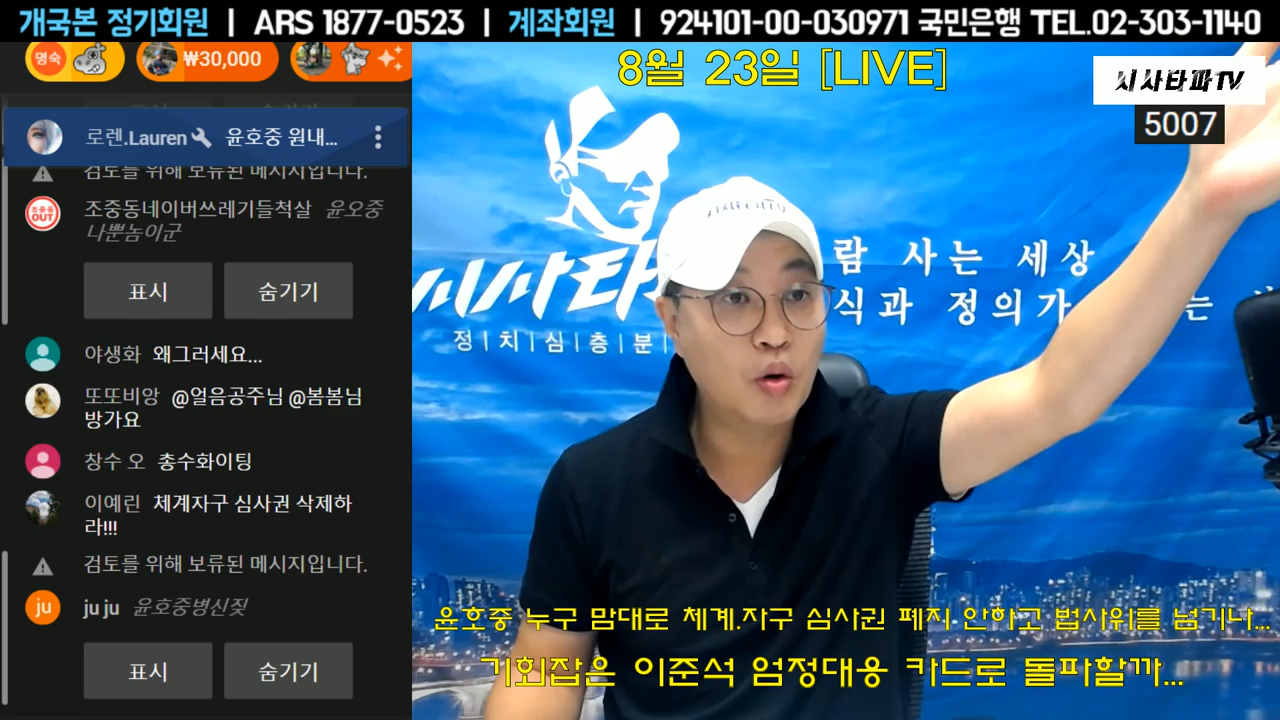 개국본 정기회원 | ARS 1877-0523 | 계좌회원 | 924101-00-030971 국민은행 TEL.02-303-1140
명숙
₩30,000
로렌.Lauren 윤호중 원내...
검토를 위해 보류된 메시지입니다.
조중동네이버쓰레기들척살 윤오중
나뿐놈이군
표시 숨기기
야생화 왜그러세요...
또또비앙 @얼음공주님 @봄봄님
방가요
창수 오 총수화이팅
이예린 체계자구 심사권 삭제하
라!!!
검토를 위해 보류된 메시지입니다.
ju ju ju 윤호중병신짓
표시 숨기기
8월 23일 [LIVE]
시사타파TV
5007
시사타
람 사는 세상
식과 정의가 는
정|치|심|층|분|
윤호중 누구 맘대로 체계.자구 심사권 폐지 안하고 법사위를 넘기나...
기회잡은 이준석 엄정대응 카드로 돌파할까...